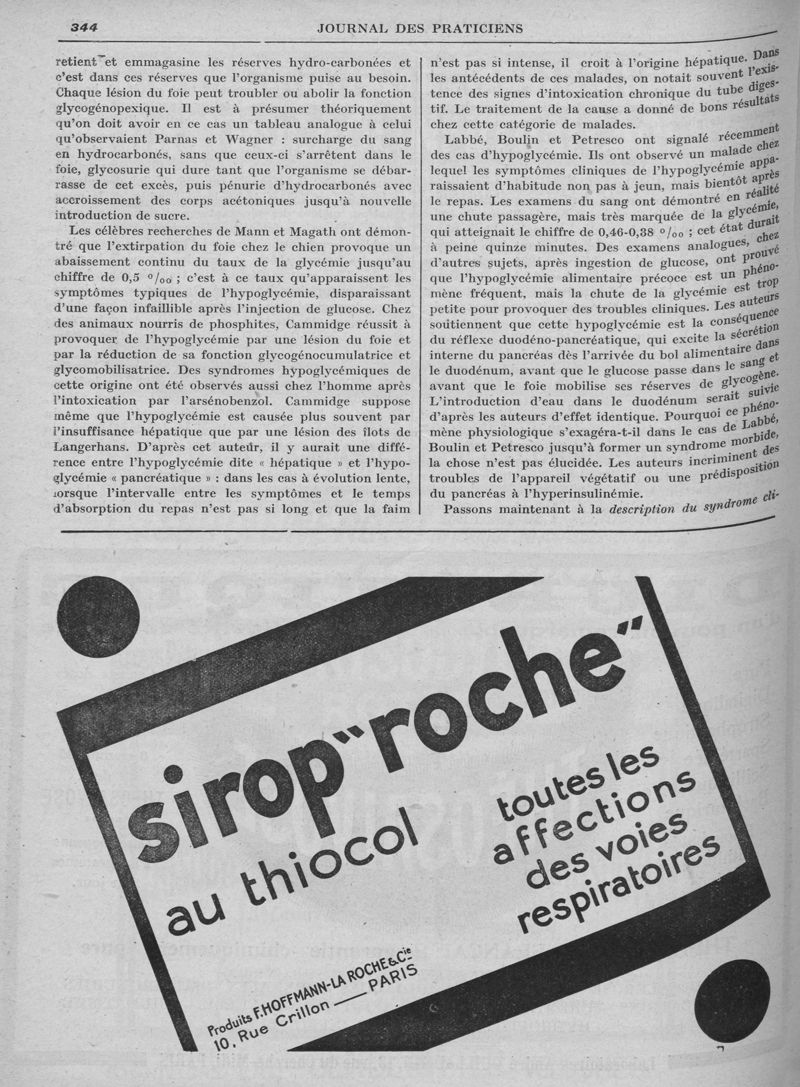 344
JOURNAL DES PRATICIENS
retient et emmagasine les réserves hydro-carbonées et
c'est dans ces réserves que l'organisme puise au besoin.
Chaque lésion du foie peut troubler ou abolir la fonction
glycogénopexique. Il est à présumer théoriquement
qu'on doit avoir en ce cas un tableau analogue à celui
qu'observaient Parnas et Wagner : surcharge du sang
en hydrocarbonés, sans que ceux-ci s'arrêtent dans le
foie, glycosurie qui dure tant que l'organisme se débar-
rasse de cet excès, puis pénurie d'hydrocarbonés avec
accroissement des corps acétoniques jusqu'à nouvelle
introduction de sucre.
Les célèbres recherches de Mann et Magath ont démon-
tré que l'extirpation du foie chez le chien provoque un
abaissement continu du taux de la glycémie jusqu'au
chiffre de 0,5 °/oo ; c'est à ce taux qu'apparaissent les
symptômes typiques de l'hypoglycémie, disparaissant
d'une façon infaillible après l'injection de glucose. Chez
des animaux nourris de phosphites, Cammidge réussit à
provoquer de l'hypoglycémie par une lésion du foie et
par la réduction de sa fonction glycogénocumulatrice et
glycomobilisatrice. Des syndromes hypoglycémiques de
cette origine ont été observés aussi chez l'homme après
l'intoxication par l'arsénobenzol. Cammidge suppose
même que l'hypoglycémie est causée plus souvent par
l'insuffisance hépatique que par une lésion des îlots de
Langerhans. D'après cet auteur, il y aurait une diffé-
rence entre l'hypoglycémie dite « hépatique » et l'hypo-
glycémie « pancréatique » : dans les cas à évolution lente,
lorsque l'intervalle entre les symptômes et le temps
d'absorption du repas n'est pas si long et que la faim
n'est pas si intense, il croit à l'origine hépatique. Dans
les antécédents de ces malades, on notait souvent l'exis-
tence des signes d'intoxication chronique du tube diges-
tif. Le traitement de la cause a donné de bons résultats
chez cette catégorie de malades.
Labbé, Boulin et Petresco ont signalé récemment
des cas d'hypoglycémie. Ils ont observé un malade chez
lequel les symptômes cliniques de l'hypoglycémie appa-
raissaient d'habitude non pas à jeun, mais bientôt après
le repas. Les examens du sang ont démontré en réalité
une chute passagère, mais très marquée de la glycémie,
qui atteignait le chiffre de 0,46-0,38 °/oo ; cet état durait
à peine quinze minutes. Des examens analogues, chez
d'autres sujets, après ingestion de glucose, ont prouvé
que l'hypoglycémie alimentaire précoce est un phéno-
mène fréquent, mais la chute de la glycémie est trop
petite pour provoquer des troubles cliniques. Les auteurs
soutiennent que cette hypoglycémie est la conséquence
du réflexe duodéno-pancréatique, qui excite la sécrétion
interne du pancréas dès l'arrivée du bol alimentaire dans
le duodénum, avant que le glucose passe dans le sang et
avant que le foie mobilise ses réserves de glycogène.
L'introduction d'eau dans le duodénum serait suivie
d'après les auteurs d'effet identique. Pourquoi ce phéno-
mène physiologique s'exagéra-t-il dans le cas de Labbé,
Boulin et Petresco jusqu'à former un syndrome morbide,
la chose n'est pas élucidée. Les auteurs incriminent des
troubles de l'appareil végétatif ou une prédisposition
du pancréas à l'hyperinsulinémie.
Passons maintenant à la description du syndrome cli-
sirop "roche"
au thiocol
toutes les
affections
des voies
respiratoires
Produits F. HOFFMANN-LA ROCHE & Cie
10, Rue Crillon — PARIS